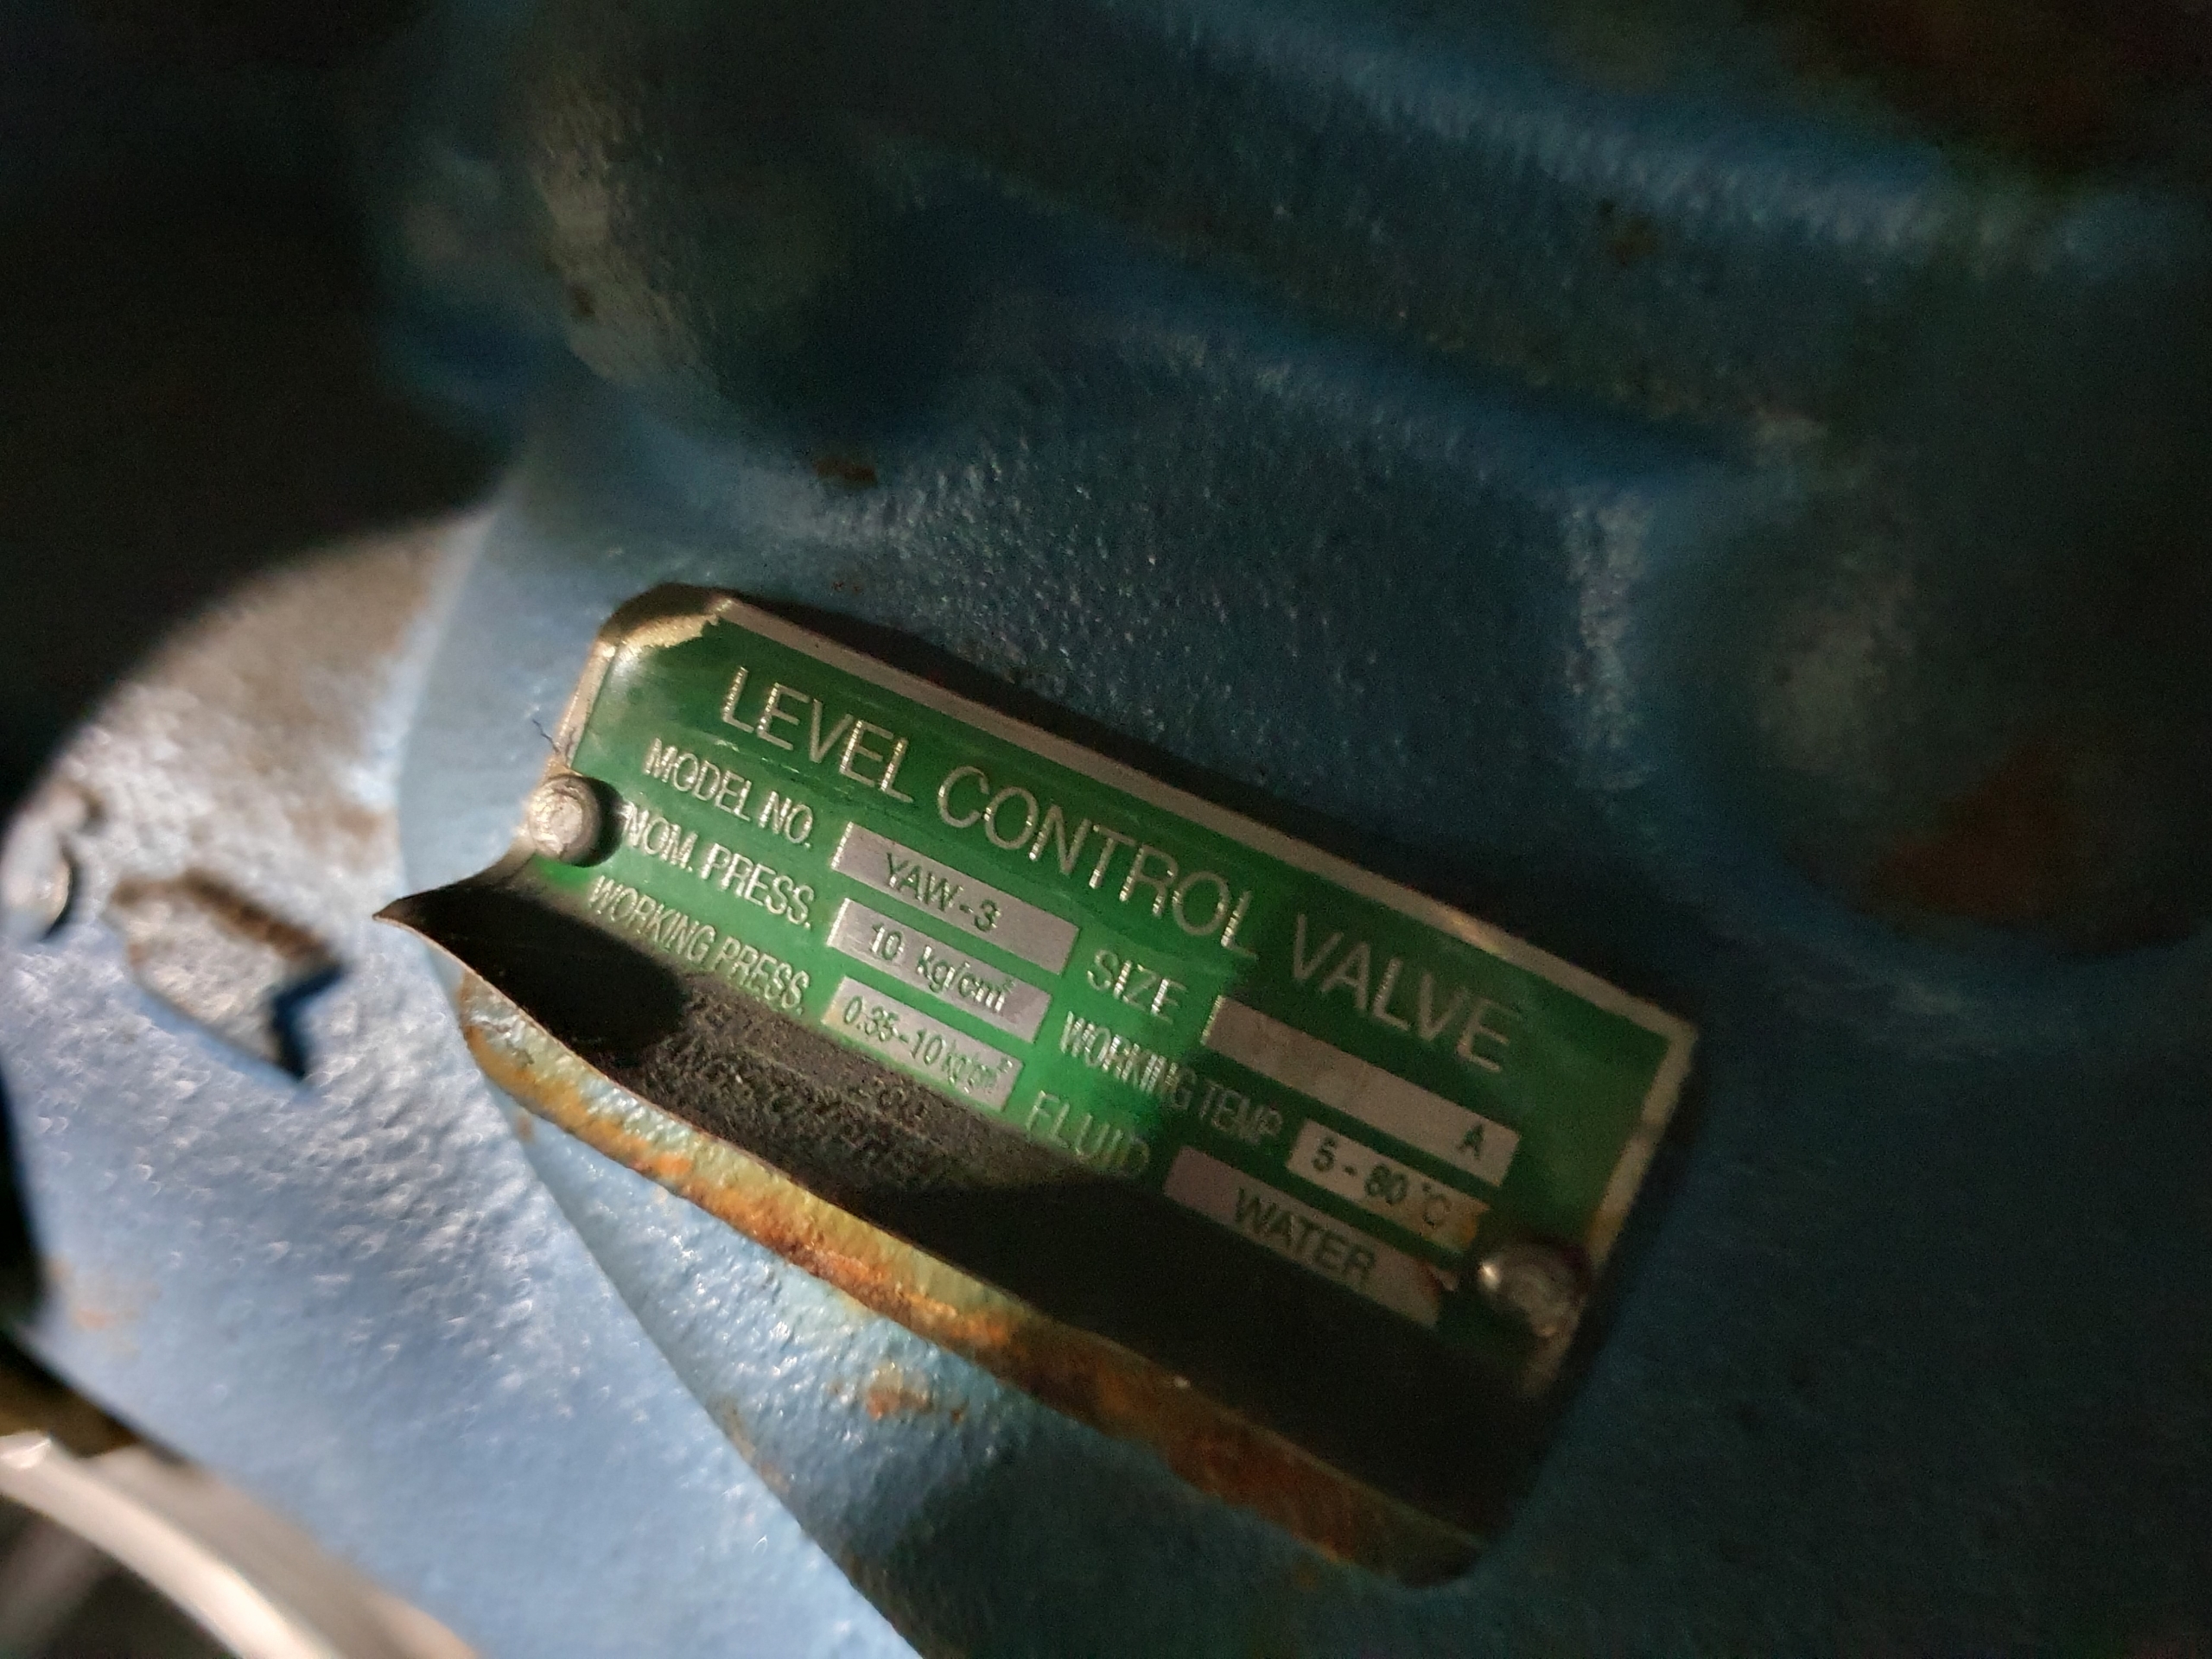 LEVEL CONTROL VALVE
MODEL NO. YAW-3 SIZE A
NOM. PRESS. 10 kg/cm² WORKING TEMP. 5-80 ℃
WORKING PRESS. 0.35-10 kg/cm² FLUID WATER